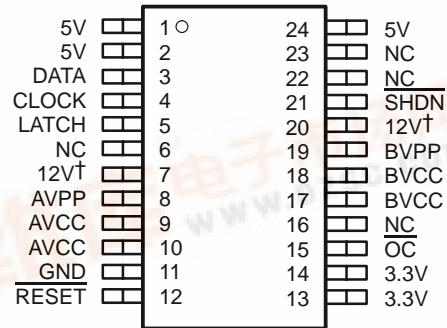 5V 1 24 5V
5V 2 23 NC
DATA 3 22 NC
CLOCK 4 21 SHDN
LATCH 5 20 12V†
NC 6 19 BVPP
12V† 7 18 BVCC
AVPP 8 17 BVCC
AVCC 9 16 NC
AVCC 10 15 OC
GND 11 14 3.3V
RESET 12 13 3.3V